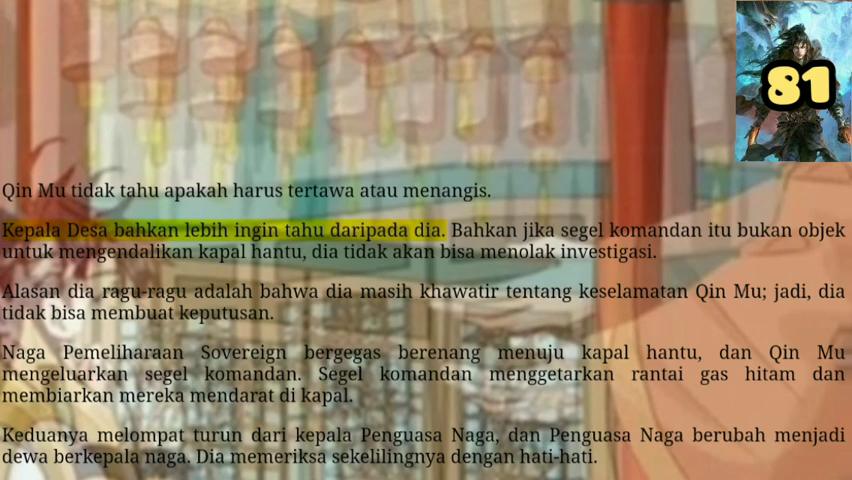 81
Qin Mu tidak tahu apakah harus tertawa atau menangis.
Kepala Desa bahkan lebih ingin tahu daripada dia. Bahkan jika segel komandan itu bukan objek
untuk mengendalikan kapal hantu, dia tidak akan bisa menolak investigasi.
Alasan dia ragu-ragu adalah bahwa dia masih khawatir tentang keselamatan Qin Mu; jadi, dia
tidak bisa membuat keputusan.
Naga Pemeliharaan Sovereign bergegas berenang menuju kapal hantu, dan Qin Mu
mengeluarkan segel komandan. Segel komandan menggetarkan rantai gas hitam dan
membiarkan mereka mendarat di kapal.
Keduanya melompat turun dari kepala Penguasa Naga, dan Penguasa Naga berubah menjadi
dewa berkepala naga. Dia memeriksa sekelilingnya dengan hati-hati.